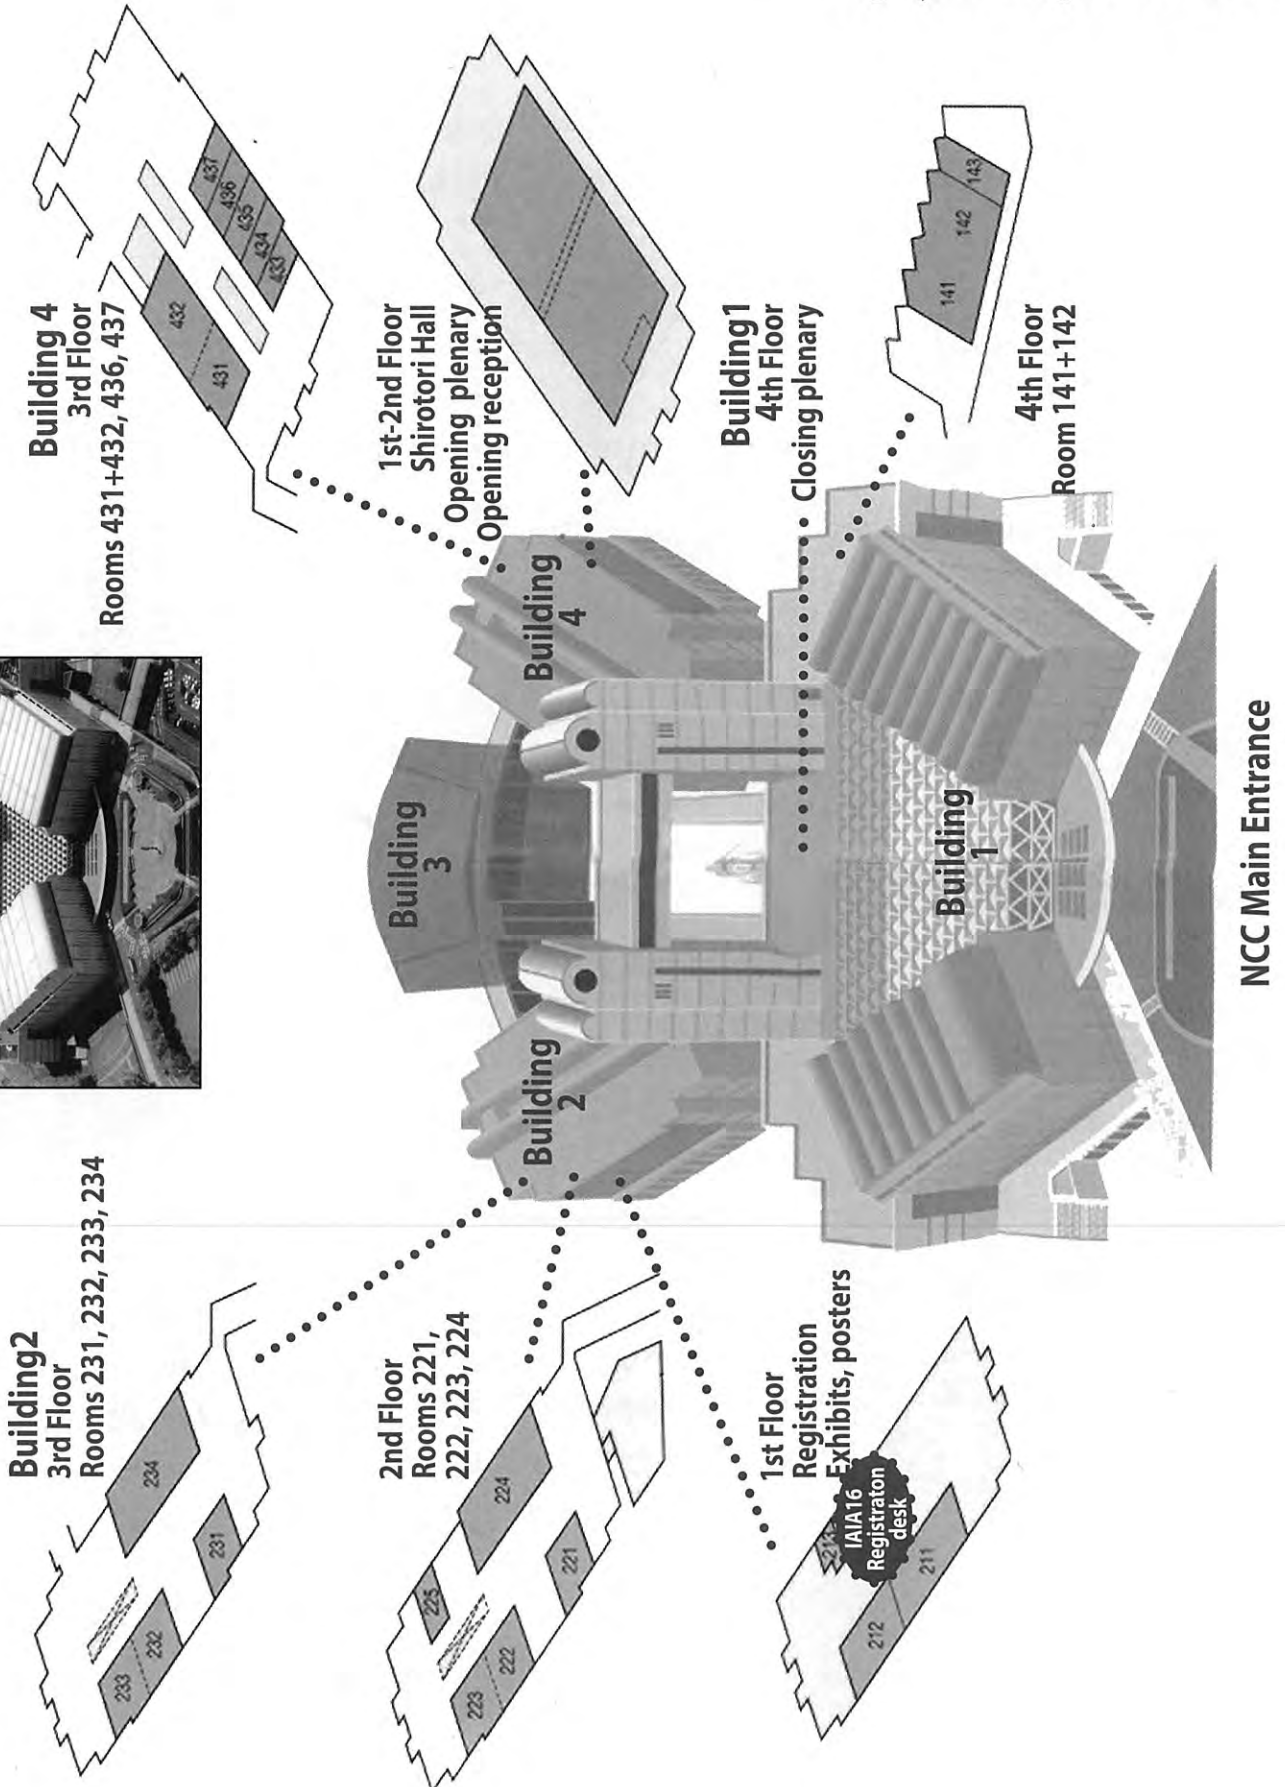 Building2
3rd Floor
Rooms 231, 232, 233, 234
234
231
233
232
2nd Floor
Rooms 221,
222, 223, 224
225
224
221
223
222
1st Floor
Registration
Exhibits, posters
IAIA16
Registraton
desk
213
212
211
Building
2
Building
3
Building
4
Building
1
NCC Main Entrance
Building 4
3rd Floor
Rooms 431+432, 436, 437
431
432
433
434
435
436
437
1st-2nd Floor
Shirotori Hall
Opening plenary
Opening reception
Building1
4th Floor
Closing plenary
141
142
143
4th Floor
Room 141+142